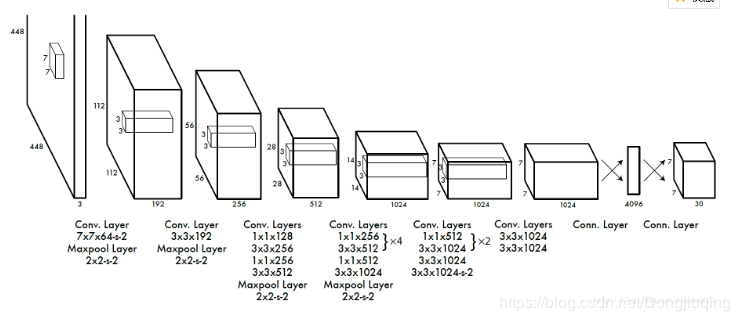 448
7
7
448
3
112
3
3
112
192
56
3
3
56
256
28
3
3
28
512
14
3
3
14
1024
7
3
3
7
1024
7
7
1024
4096
7
7
30
Conv. Layer
7x7x64-s-2
Maxpool Layer
2x2-s-2
Conv. Layer
3x3x192
Maxpool Layer
2x2-s-2
Conv. Layers
1x1x128
3x3x256
1x1x256
3x3x512
Maxpool Layer
2x2-s-2
Conv. Layers
1x1x256
3x3x512 }×4
1x1x512
3x3x1024
Maxpool Layer
2x2-s-2
Conv. Layers
1x1x512
3x3x1024 }×2
3x3x1024
3x3x1024-s-2
Conv. Layers
3x3x1024
3x3x1024
Conn. Layer
Conn. Layer
https://blog.csdn.net/Dongjiuqing